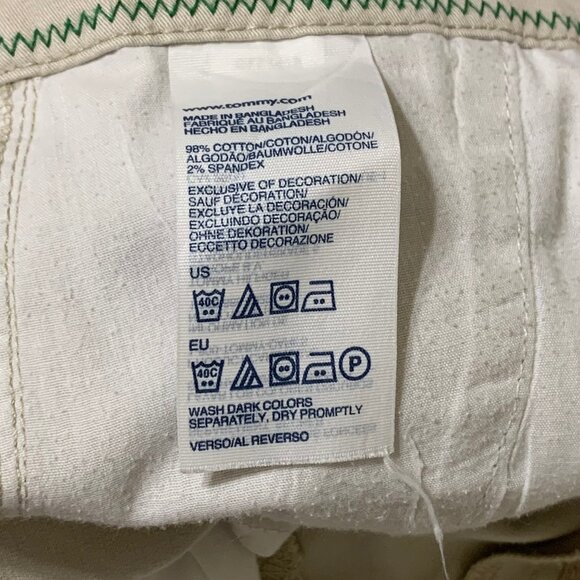 www.tommy.com
MADE IN BANGLADESH
FABRIQUÉ AU BANGLADESH
HECHO EN BANGLADESH
98% COTTON/COTON/ALGODÓN/
ALGODÃO/BAUMWOLLE/COTONE
2% SPANDEX
EXCLUSIVE OF DECORATION/
SAUF DÉCORATION/
EXCLUYE LA DECORACIÓN/
EXCLUINDO DECORAÇÃO/
OHNE DEKORATION/
ECCETTO DECORAZIONE
US
40C
EU
40C P
WASH DARK COLORS
SEPARATELY, DRY PROMPTLY
VERSO/AL REVERSO